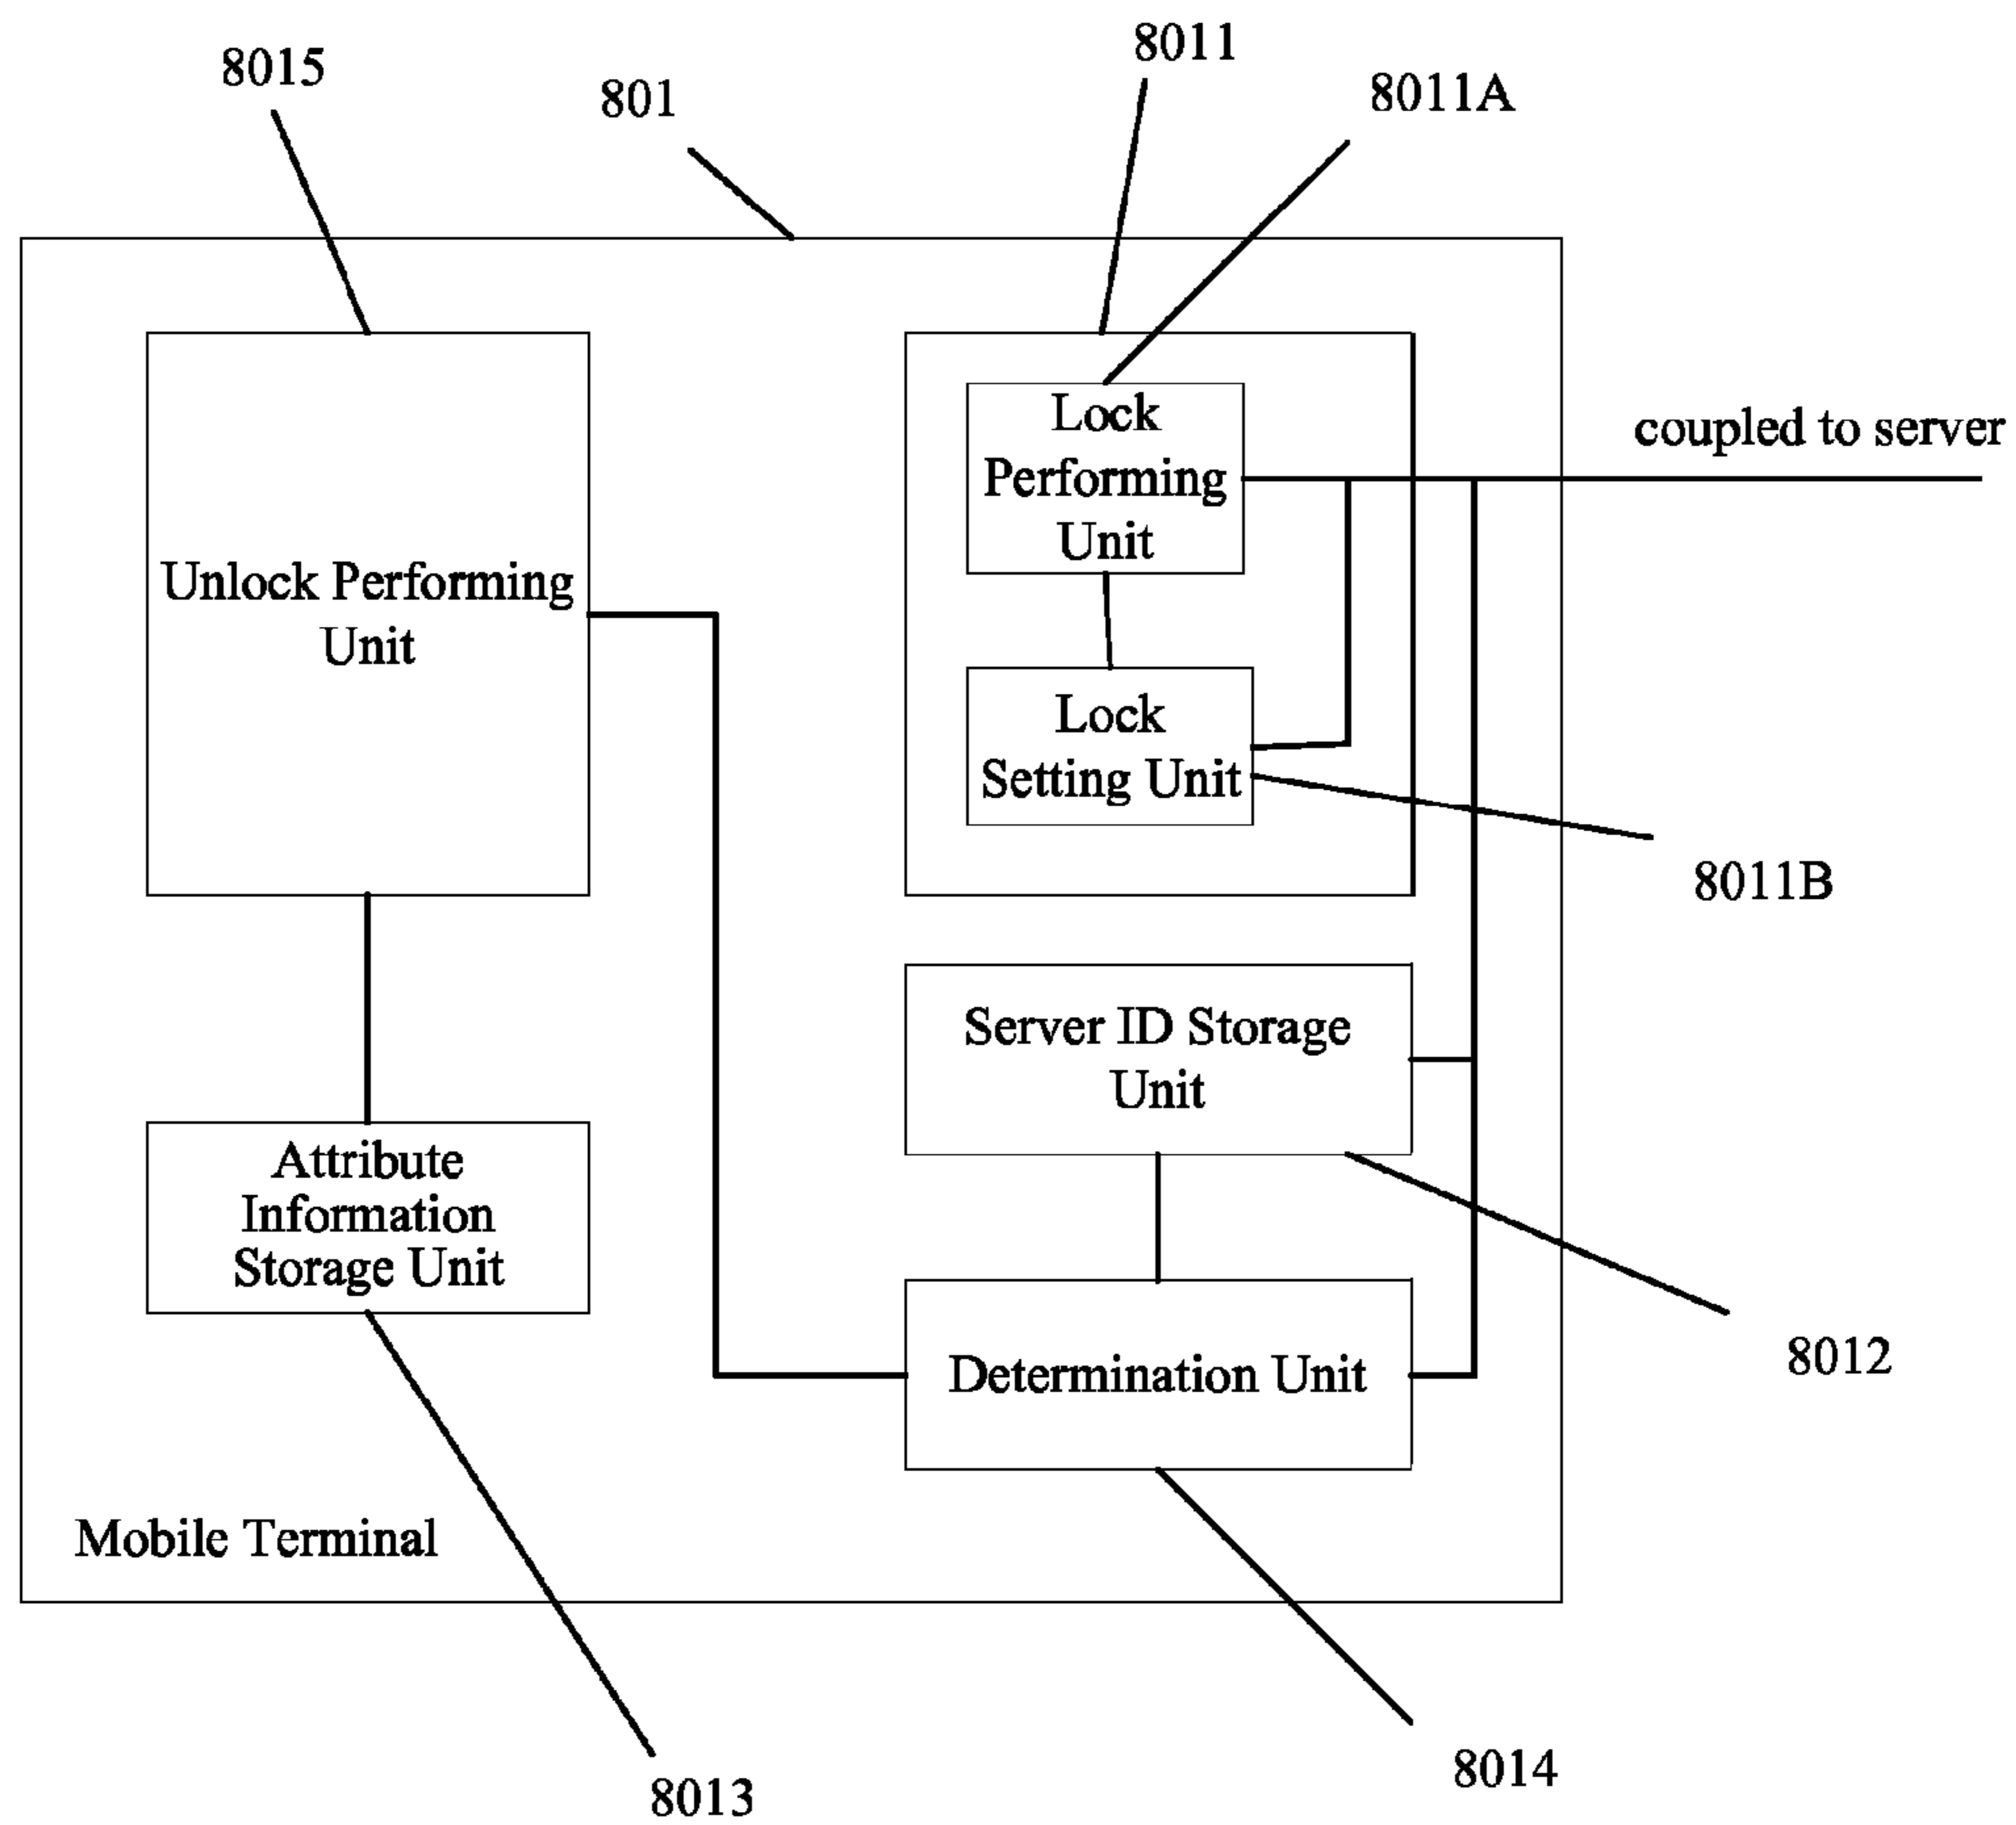 8015
801
8011
8011A
Lock
Performing
Unit
coupled to server
Unlock Performing
Unit
Lock
Setting Unit
8011B
Server ID Storage
Unit
Attribute
Information
Storage Unit
8012
Determination Unit
Mobile Terminal
8013
8014